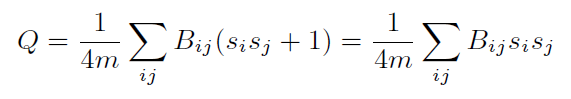 Q = \frac{1}{4m} \sum_{ij} B_{ij}(s_i s_j + 1) = \frac{1}{4m} \sum_{ij} B_{ij} s_i s_j